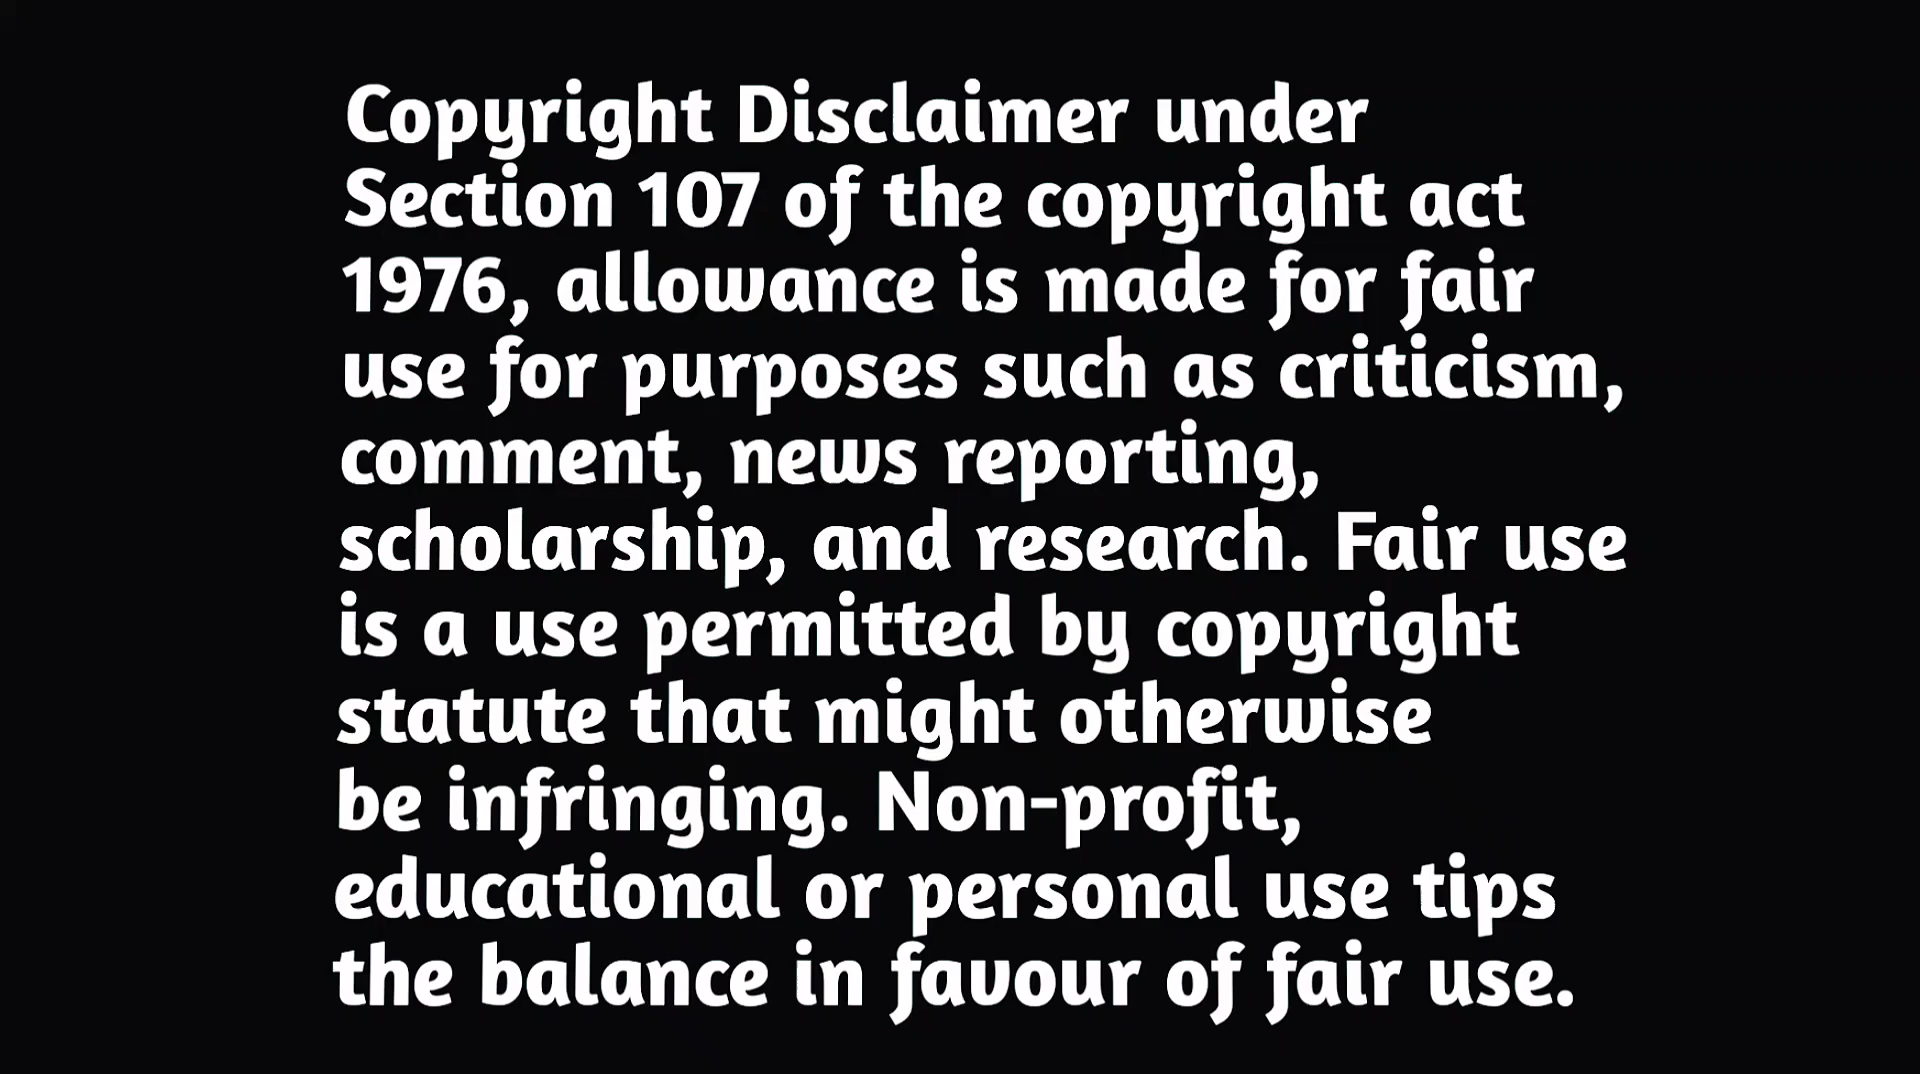 Copyright Disclaimer under
Section 107 of the copyright act
1976, allowance is made for fair
use for purposes such as criticism,
comment, news reporting,
scholarship, and research. Fair use
is a use permitted by copyright
statute that might otherwise
be infringing. Non-profit,
educational or personal use tips
the balance in favour of fair use.